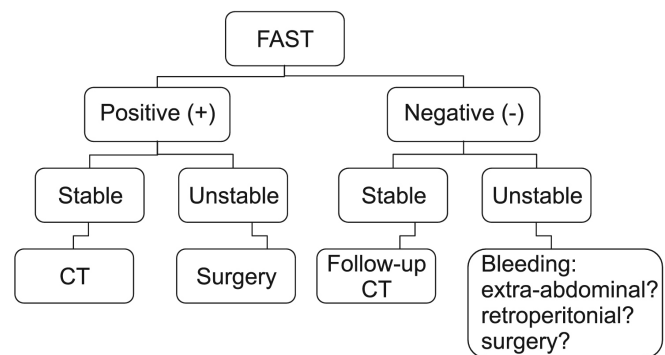 FAST
Positive (+)
Negative (-)
Stable
Unstable
Stable
Unstable
CT
Surgery
Follow-up
CT
Bleeding:
extra-abdominal?
retroperitonial?
surgery?